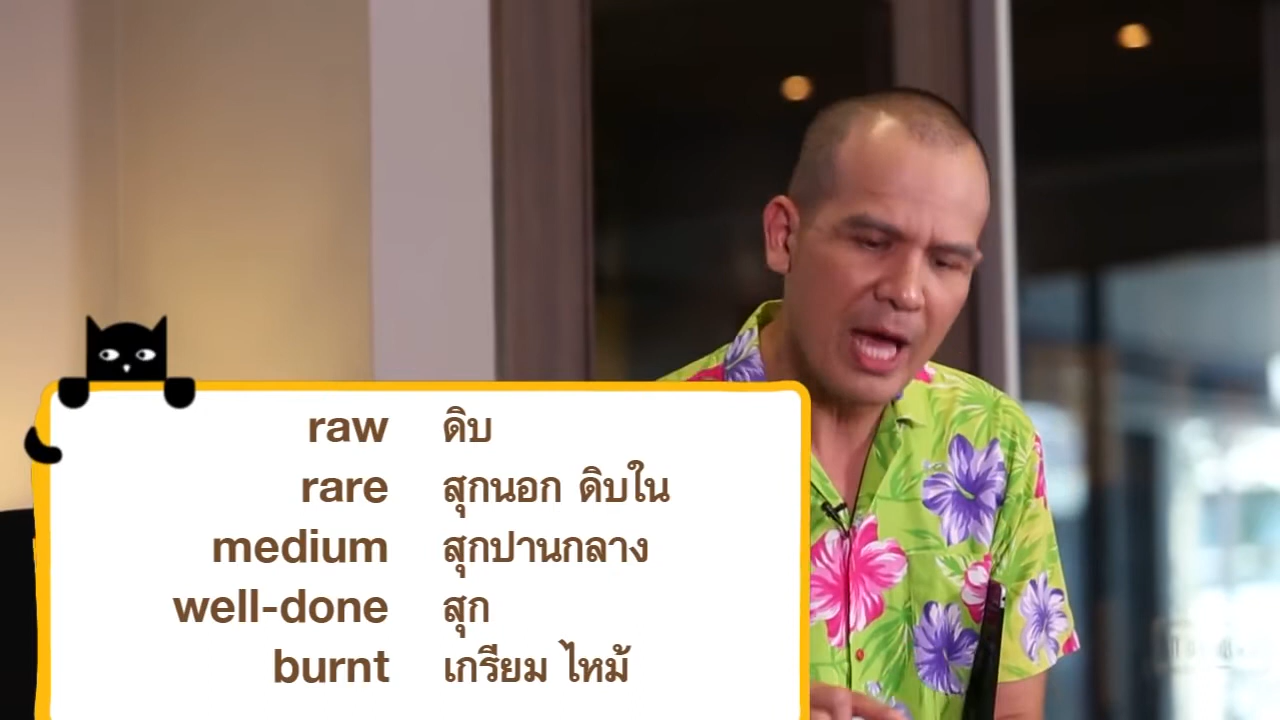 raw ดิบ
rare สุกนอก ดิบใน
medium สุกปานกลาง
well-done สุก
burnt เกรียม ไหม้